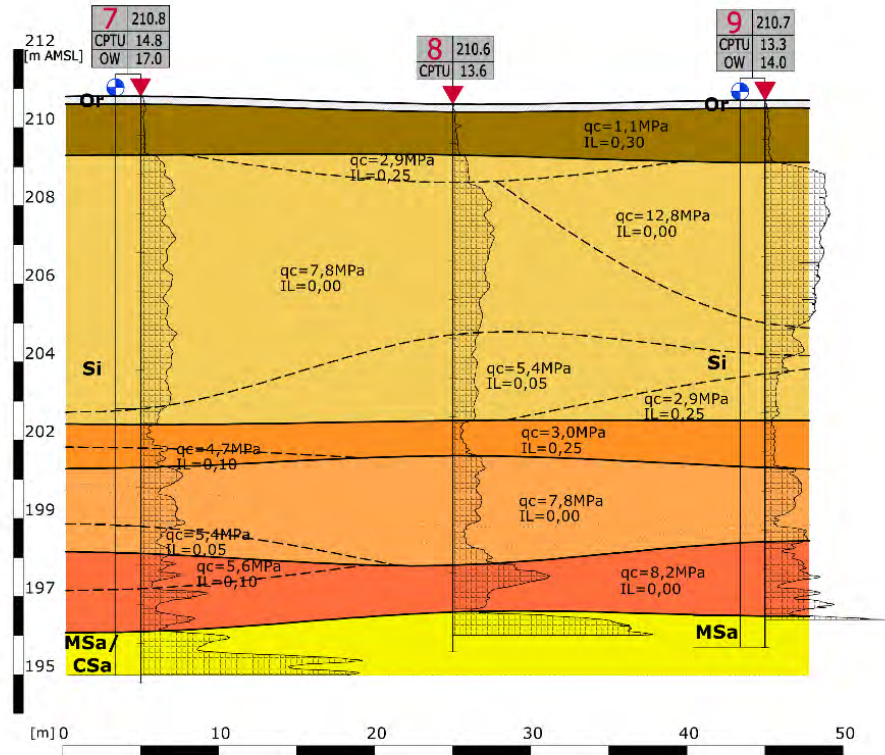 7 210.8
CPTU 14.8
OW 17.0
8 210.6
CPTU 13.6
9 210.7
CPTU 13.3
OW 14.0
212
[m AMSL]
210
208
206
204
202
199
197
195
Or
Or
qc=1,1MPa
IL=0,30
qc=2,9MPa
IL=0,25
qc=12,8MPa
IL=0,00
qc=7,8MPa
IL=0,00
Si
Si
qc=5,4MPa
IL=0,05
qc=2,9MPa
IL=0,25
qc=4,7MPa
IL=0,10
qc=3,0MPa
IL=0,25
qc=7,8MPa
IL=0,00
qc=5,4MPa
IL=0,05
qc=5,6MPa
IL=0,10
qc=8,2MPa
IL=0,00
MSa/
CSa
MSa
[m] 0 10 20 30 40 50